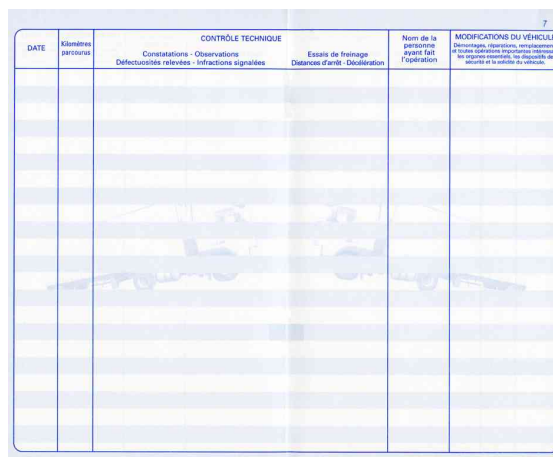 7
DATE
Kilomètres
parcourus
CONTRÔLE TECHNIQUE
Constatations - Observations
Défectuosités relevées - Infractions signalées
Essais de freinage
Distances d'arrêt - Décélération
Nom de la
personne
ayant fait
l'opération
MODIFICATIONS DU VÉHICULE
Démontages, réparations, remplacement
et toutes opérations importantes intéress
les organes essentiels, les dispositifs de
sécurité et la solidité du véhicule.